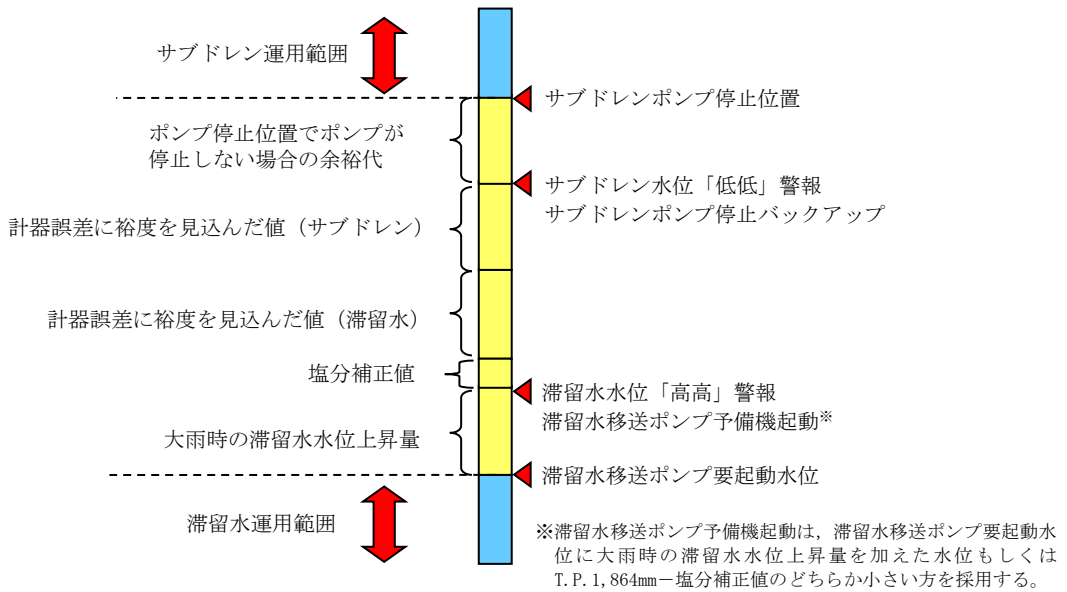 サブドレン運用範囲
サブドレンポンプ停止位置
ポンプ停止位置でポンプが
停止しない場合の余裕代
サブドレン水位「低低」警報
サブドレンポンプ停止バックアップ
計器誤差に裕度を見込んだ値（サブドレン）
計器誤差に裕度を見込んだ値（滞留水）
塩分補正値
滞留水水位「高高」警報
滞留水移送ポンプ予備機起動※
大雨時の滞留水水位上昇量
滞留水移送ポンプ要起動水位
滞留水運用範囲
※滞留水移送ポンプ予備機起動は，滞留水移送ポンプ要起動水
位に大雨時の滞留水水位上昇量を加えた水位もしくは
T.P.1,864mm－塩分補正値のどちらか小さい方を採用する。